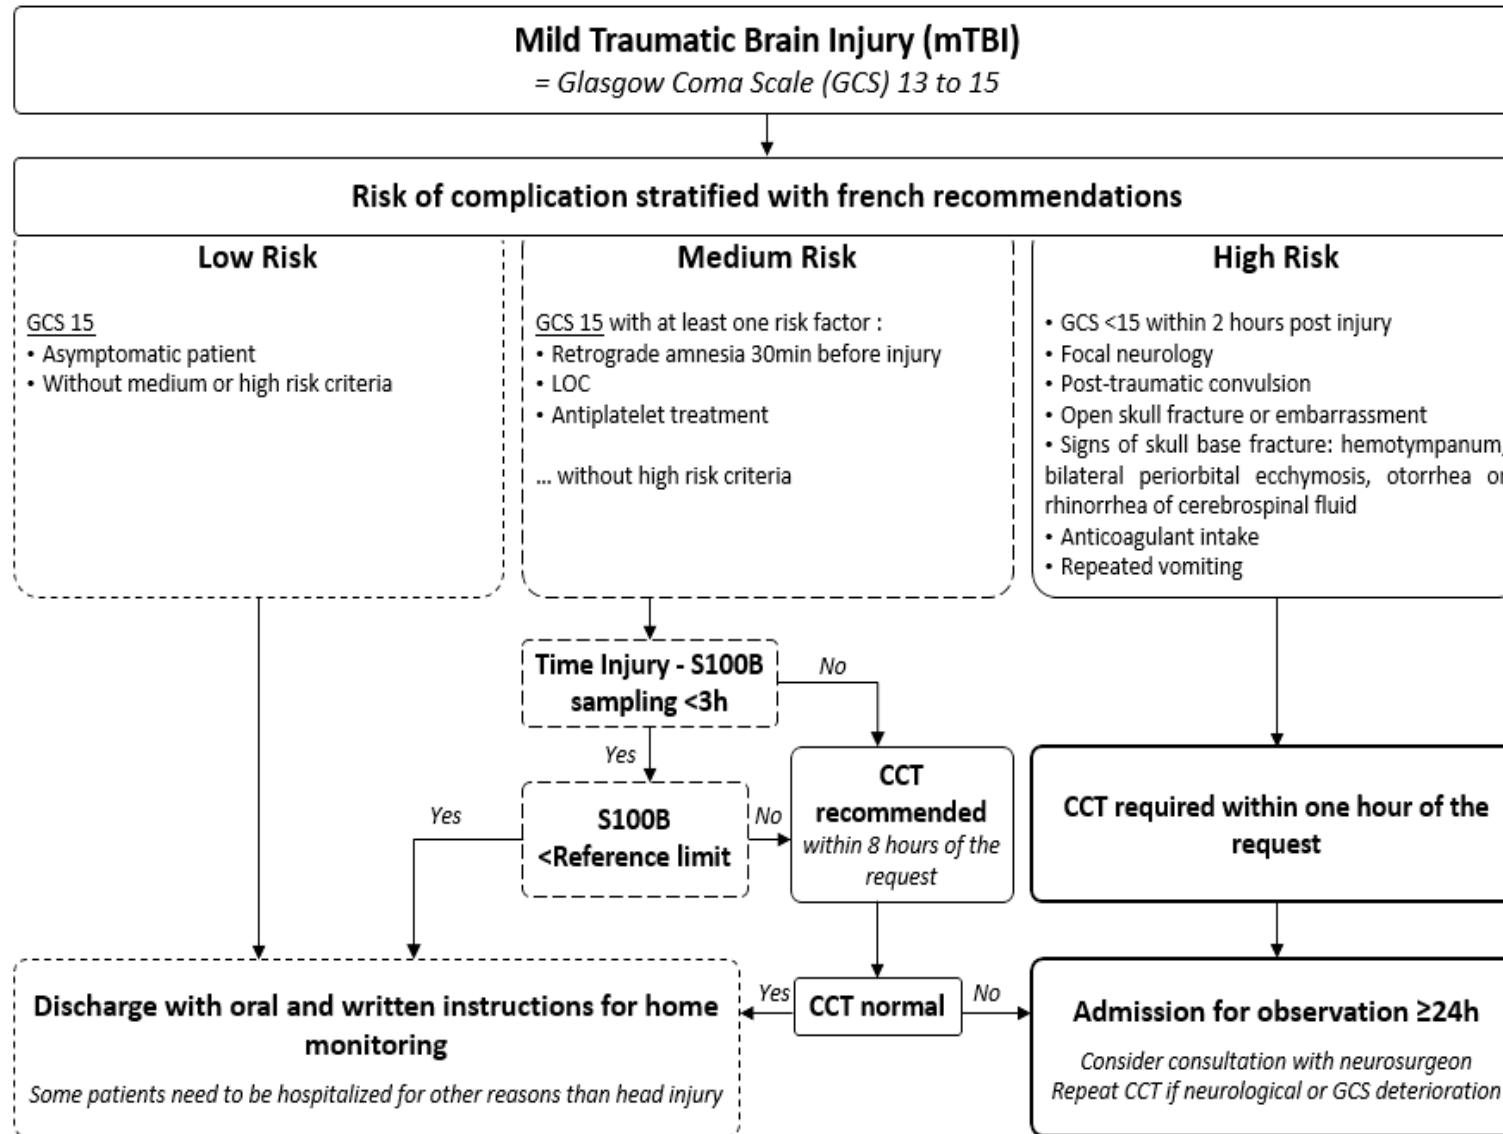 Mild Traumatic Brain Injury (mTBI)
= Glasgow Coma Scale (GCS) 13 to 15
Risk of complication stratified with french recommendations
Low Risk
GCS 15
• Asymptomatic patient
• Without medium or high risk criteria
Medium Risk
GCS 15 with at least one risk factor :
• Retrograde amnesia 30min before injury
• LOC
• Antiplatelet treatment
... without high risk criteria
High Risk
• GCS <15 within 2 hours post injury
• Focal neurology
• Post-traumatic convulsion
• Open skull fracture or embarrassment
• Signs of skull base fracture: hemotympanum,
bilateral periorbital ecchymosis, otorrhea or
rhinorrhea of cerebrospinal fluid
• Anticoagulant intake
• Repeated vomiting
Time Injury - S100B
sampling <3h
No
Yes
S100B
<Reference limit
Yes
No
CCT
recommended
within 8 hours of the
request
CCT required within one hour of the
request
Discharge with oral and written instructions for home
monitoring
Some patients need to be hospitalized for other reasons than head injury
Yes
CCT normal
No
Admission for observation ≥24h
Consider consultation with neurosurgeon
Repeat CCT if neurological or GCS deterioration